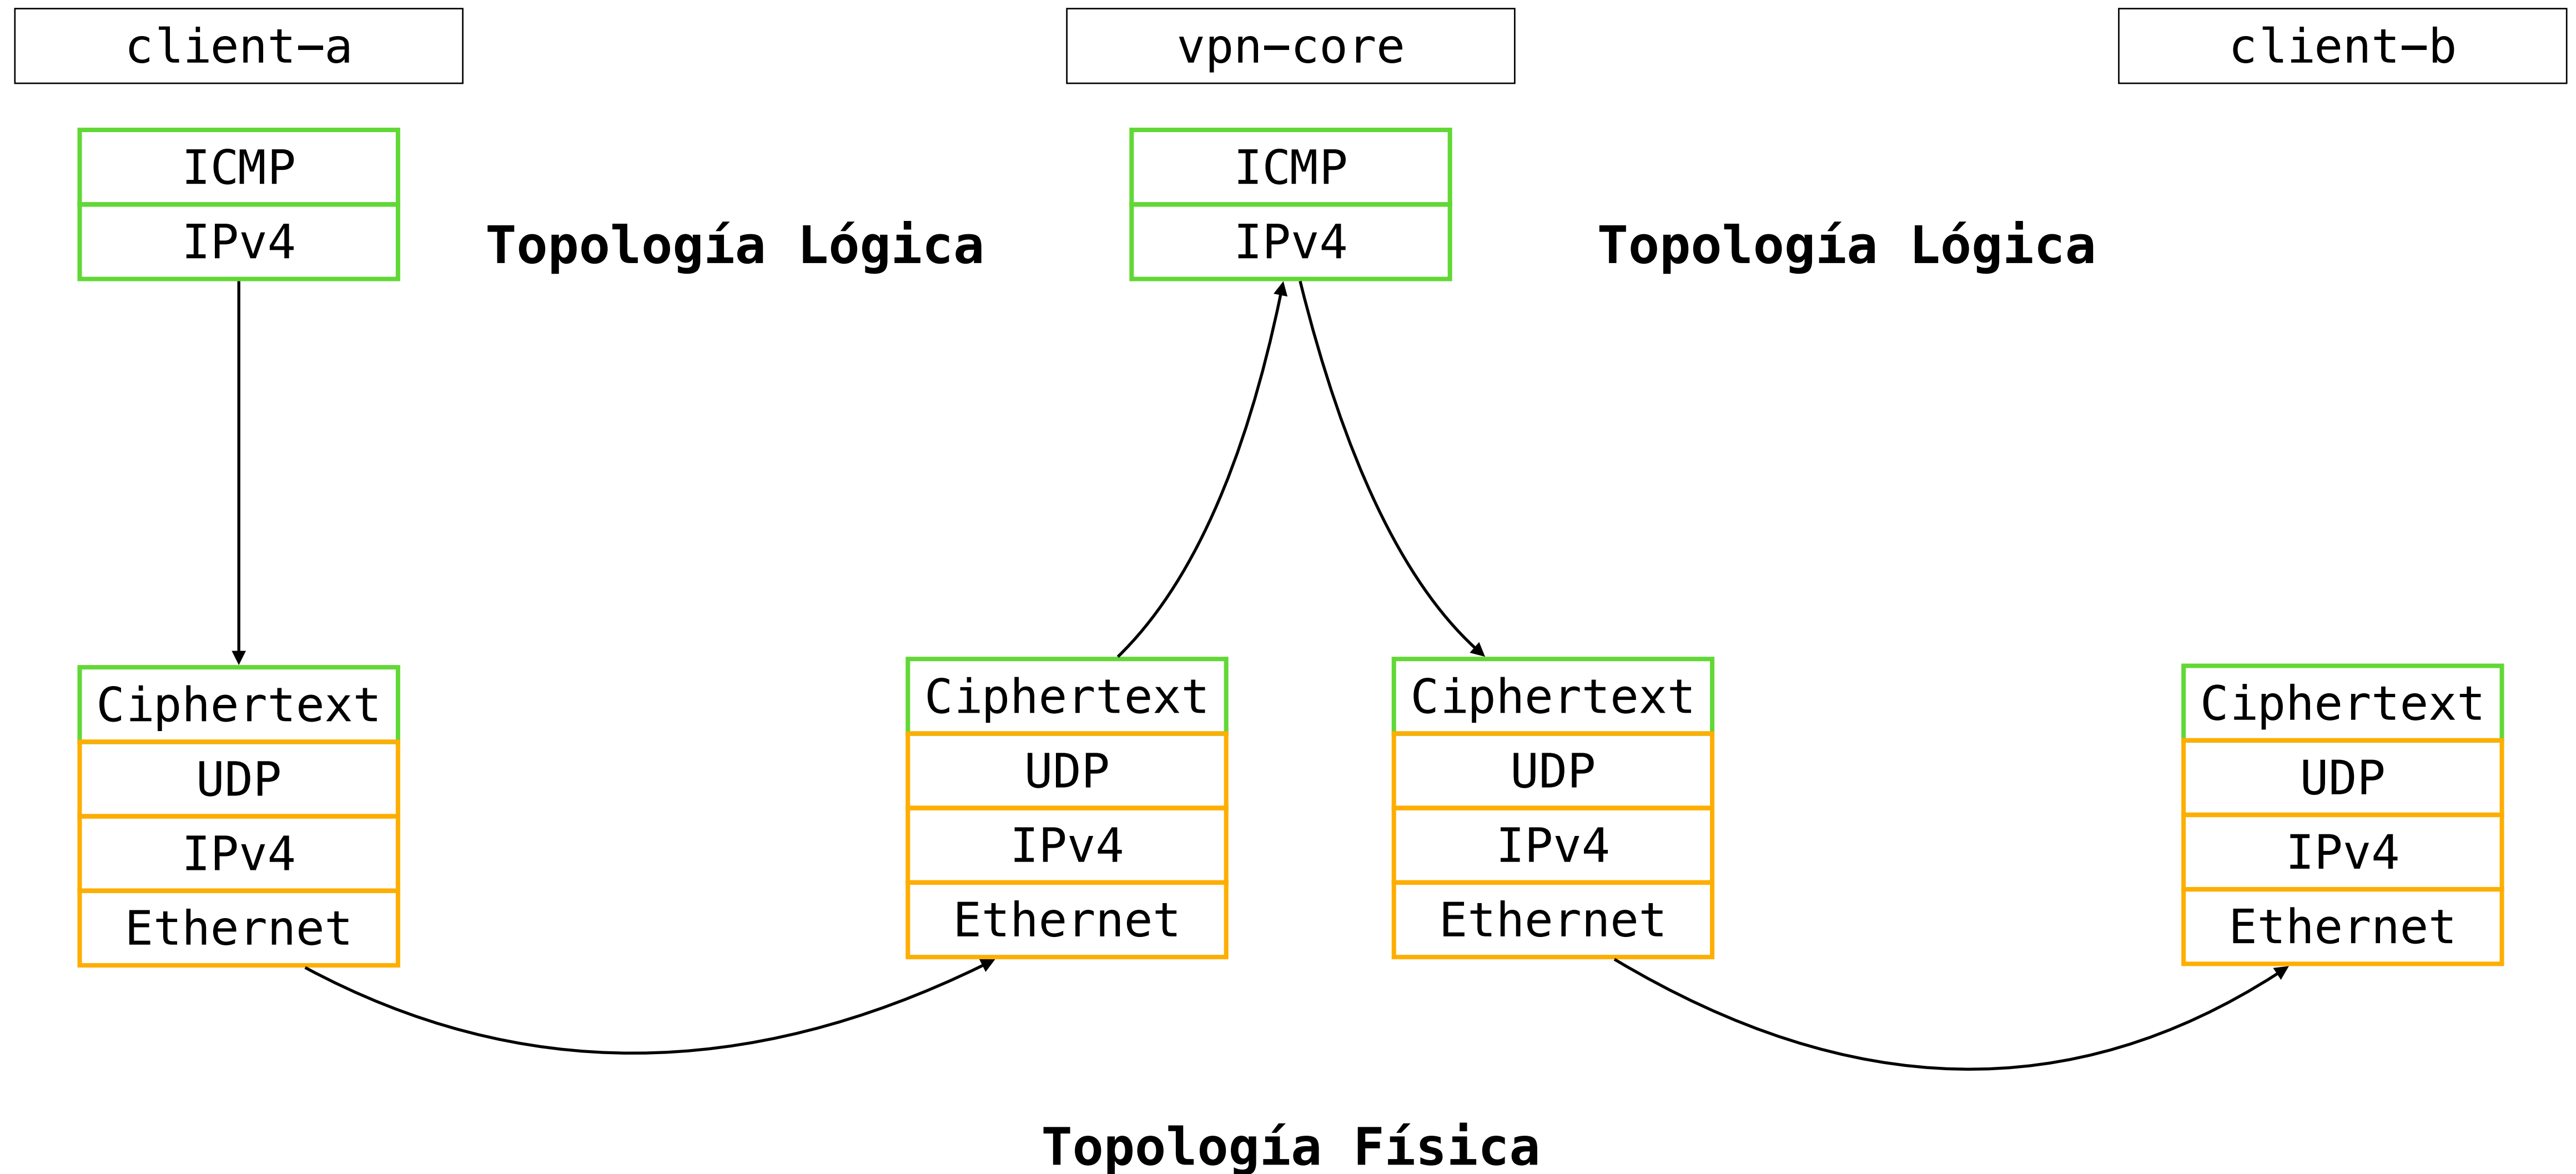 client-a
vpn-core
client-b
ICMP
IPv4
Topología Lógica
ICMP
IPv4
Topología Lógica
Ciphertext
UDP
IPv4
Ethernet
Ciphertext
UDP
IPv4
Ethernet
Ciphertext
UDP
IPv4
Ethernet
Ciphertext
UDP
IPv4
Ethernet
Topología Física